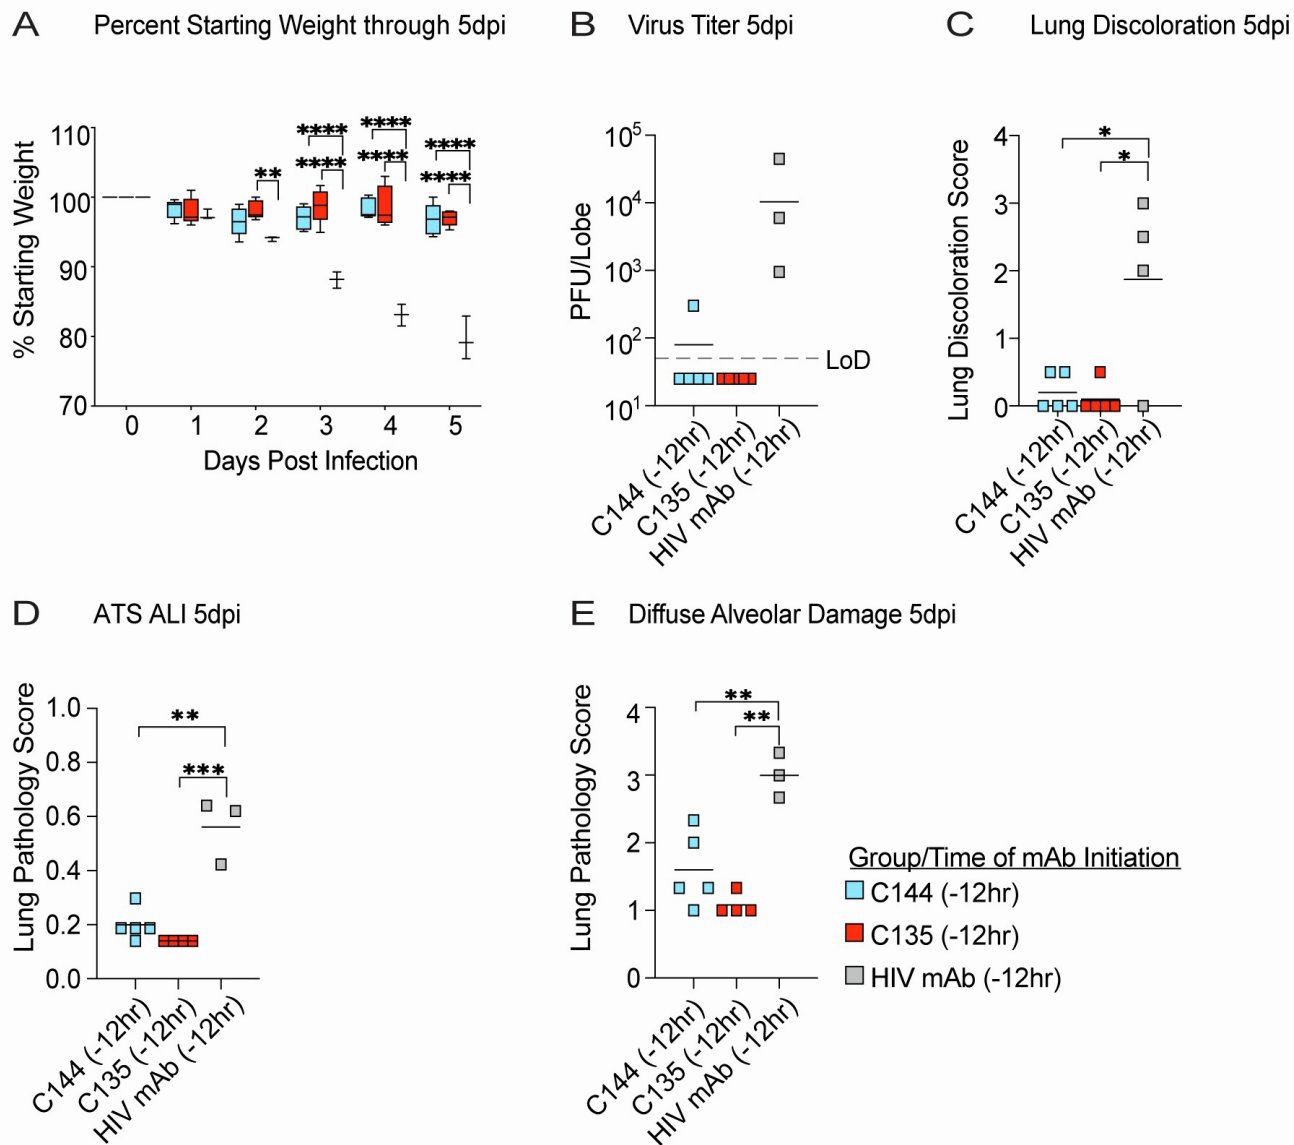 A Percent Starting Weight through 5dpi
% Starting Weight
110
100
90
80
70
** **** **** **** **** **** ****
0 1 2 3 4 5
Days Post Infection
B Virus Titer 5dpi
PFU/Lobe
10^5
10^4
10^3
10^2
10^1
LoD
C144 (-12hr)
C135 (-12hr)
HIV mAb (-12hr)
C Lung Discoloration 5dpi
Lung Discoloration Score
4
3
2
1
0
*
*
C144 (-12hr)
C135 (-12hr)
HIV mAb (-12hr)
D ATS ALI 5dpi
Lung Pathology Score
1.0
0.8
0.6
0.4
0.2
0.0
**
***
C144 (-12hr)
C135 (-12hr)
HIV mAb (-12hr)
E Diffuse Alveolar Damage 5dpi
Lung Pathology Score
4
3
2
1
0
**
**
C144 (-12hr)
C135 (-12hr)
HIV mAb (-12hr)
Group/Time of mAb Initiation
C144 (-12hr)
C135 (-12hr)
HIV mAb (-12hr)